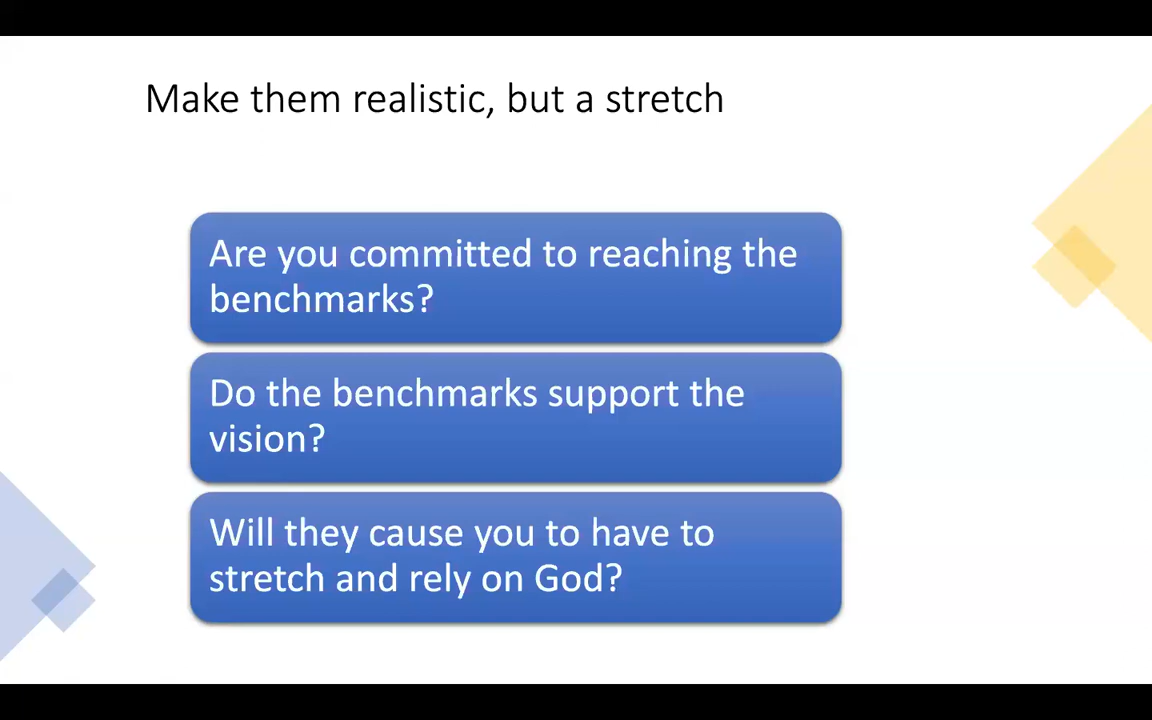 Make them realistic, but a stretch
Are you committed to reaching the
benchmarks?
Do the benchmarks support the
vision?
Will they cause you to have to
stretch and rely on God?